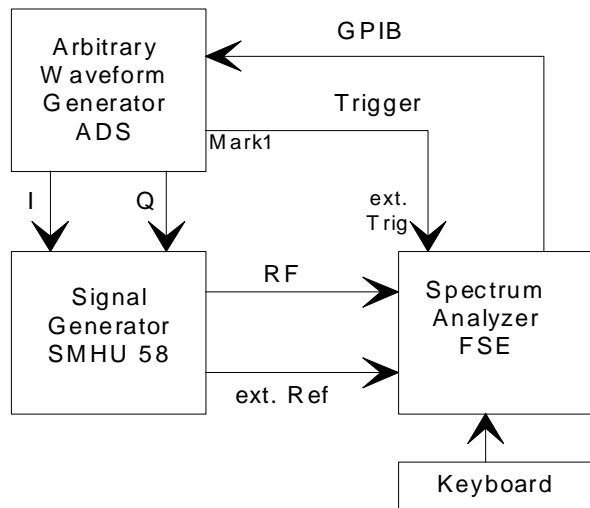 Arbitrary
Waveform
Generator
ADS
GPIB
Trigger
Mark1
I
Q
ext.
Trig
Signal
Generator
SMHU 58
RF
ext. Ref
Spectrum
Analyzer
FSE
Keyboard